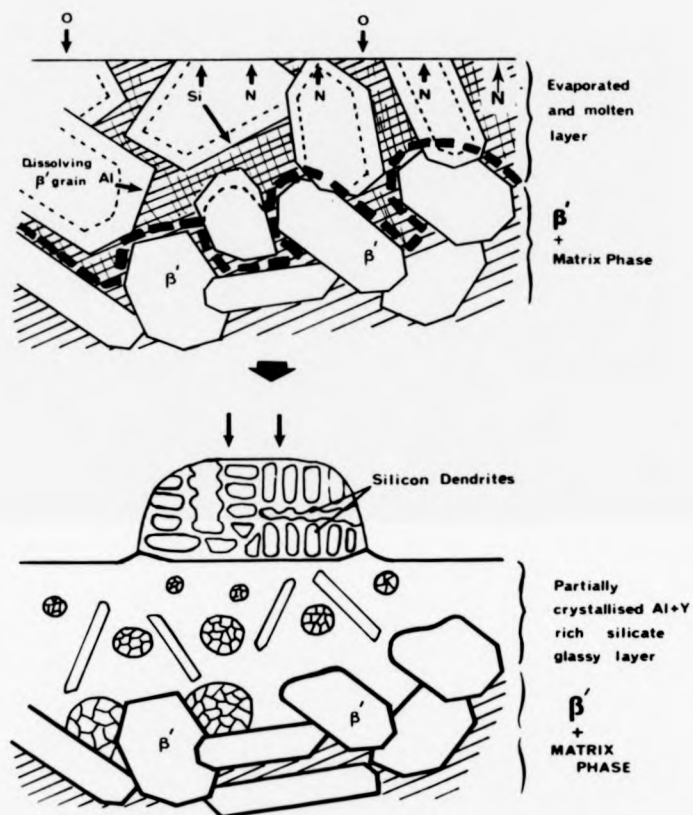 O O
Si N N N N
Evaporated
and molten
layer
Dissolving
β' grain Al
β'
+
Matrix Phase
β' β'
Silicon Dendrites
Partially
crystallised Al+Y
rich silicate
glassy layer
β' β'
β'
+
MATRIX
PHASE